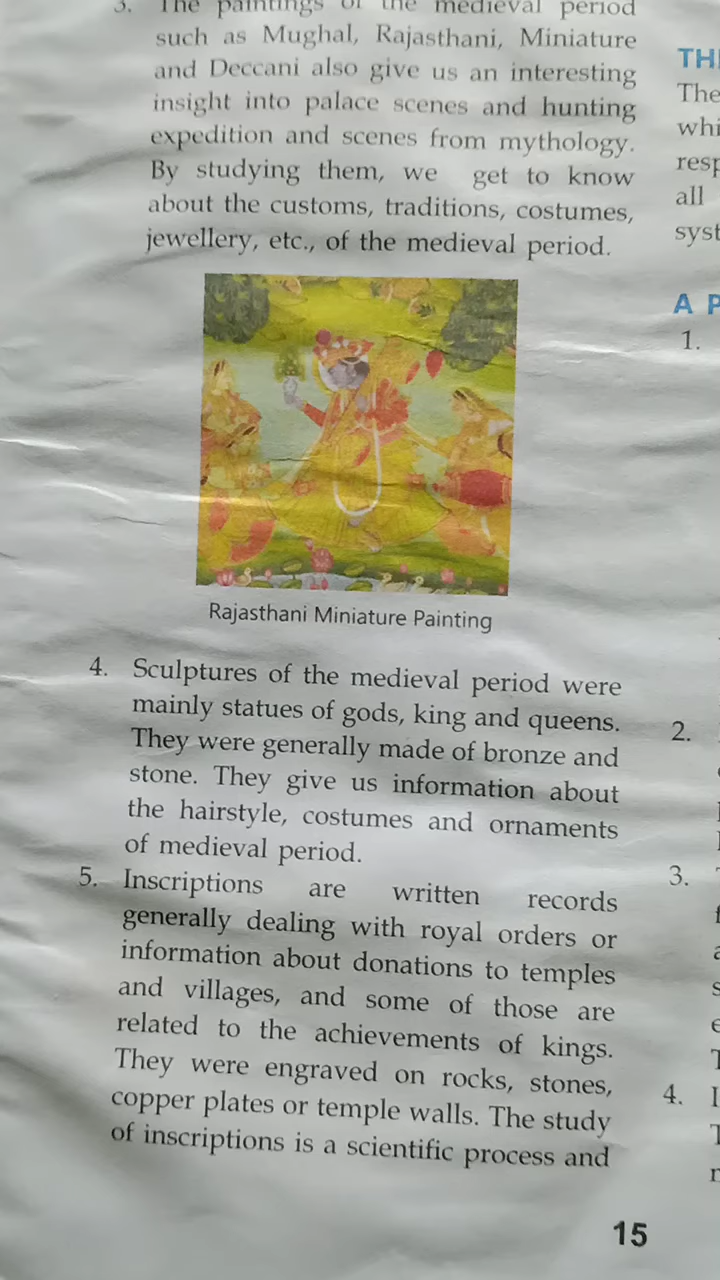 3. The paintings of the medieval period
such as Mughal, Rajasthani, Miniature
and Deccani also give us an interesting
insight into palace scenes and hunting
expedition and scenes from mythology.
By studying them, we get to know
about the customs, traditions, costumes,
jewellery, etc., of the medieval period.
Rajasthani Miniature Painting
4. Sculptures of the medieval period were
mainly statues of gods, king and queens.
They were generally made of bronze and
stone. They give us information about
the hairstyle, costumes and ornaments
of medieval period.
5. Inscriptions are written records
generally dealing with royal orders or
information about donations to temples
and villages, and some of those are
related to the achievements of kings.
They were engraved on rocks, stones,
copper plates or temple walls. The study
of inscriptions is a scientific process and
The
all
A
1.
2.
3.
4.
15